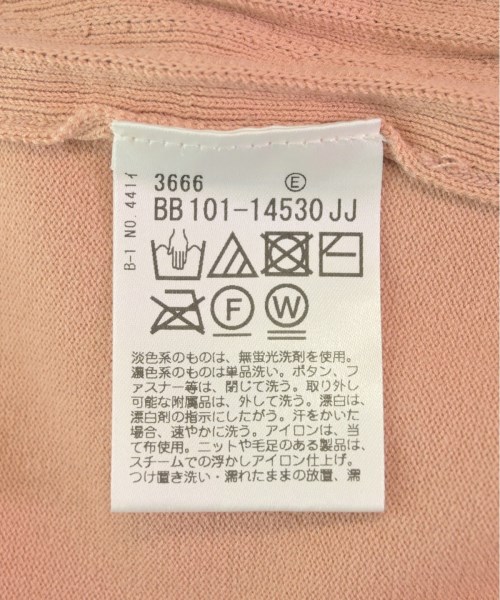 B-1 NO.441イ
3666 Ⓔ
BB101-14530JJ
Ⓕ Ⓦ
淡色系のものは、無蛍光洗剤を使用。
濃色系のものは単品洗い。ボタン、フ
ァスナー等は、閉じて洗う。取り外し
可能な附属品は、外して洗う。漂白は、
漂白剤の指示にしたがう。汗をかいた
場合、速やかに洗う。アイロンは、当
て布使用。ニットや毛足のある製品は、
スチームでの浮かしアイロン仕上げ。
つけ置き洗い・濡れたままの放置、濡